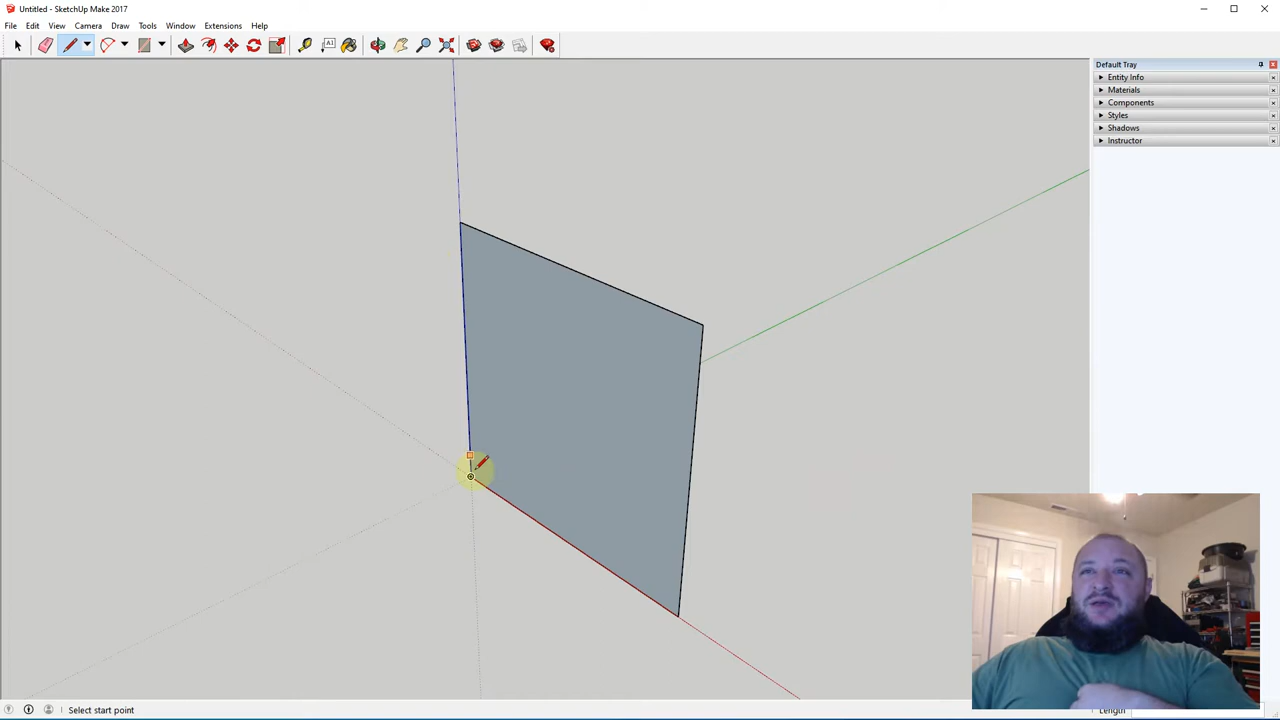 Untitled - SketchUp Make 2017
File Edit View Camera Draw Tools Window Extensions Help
Default Tray
Entity Info
Materials
Components
Styles
Shadows
Instructor
Select start point
Length